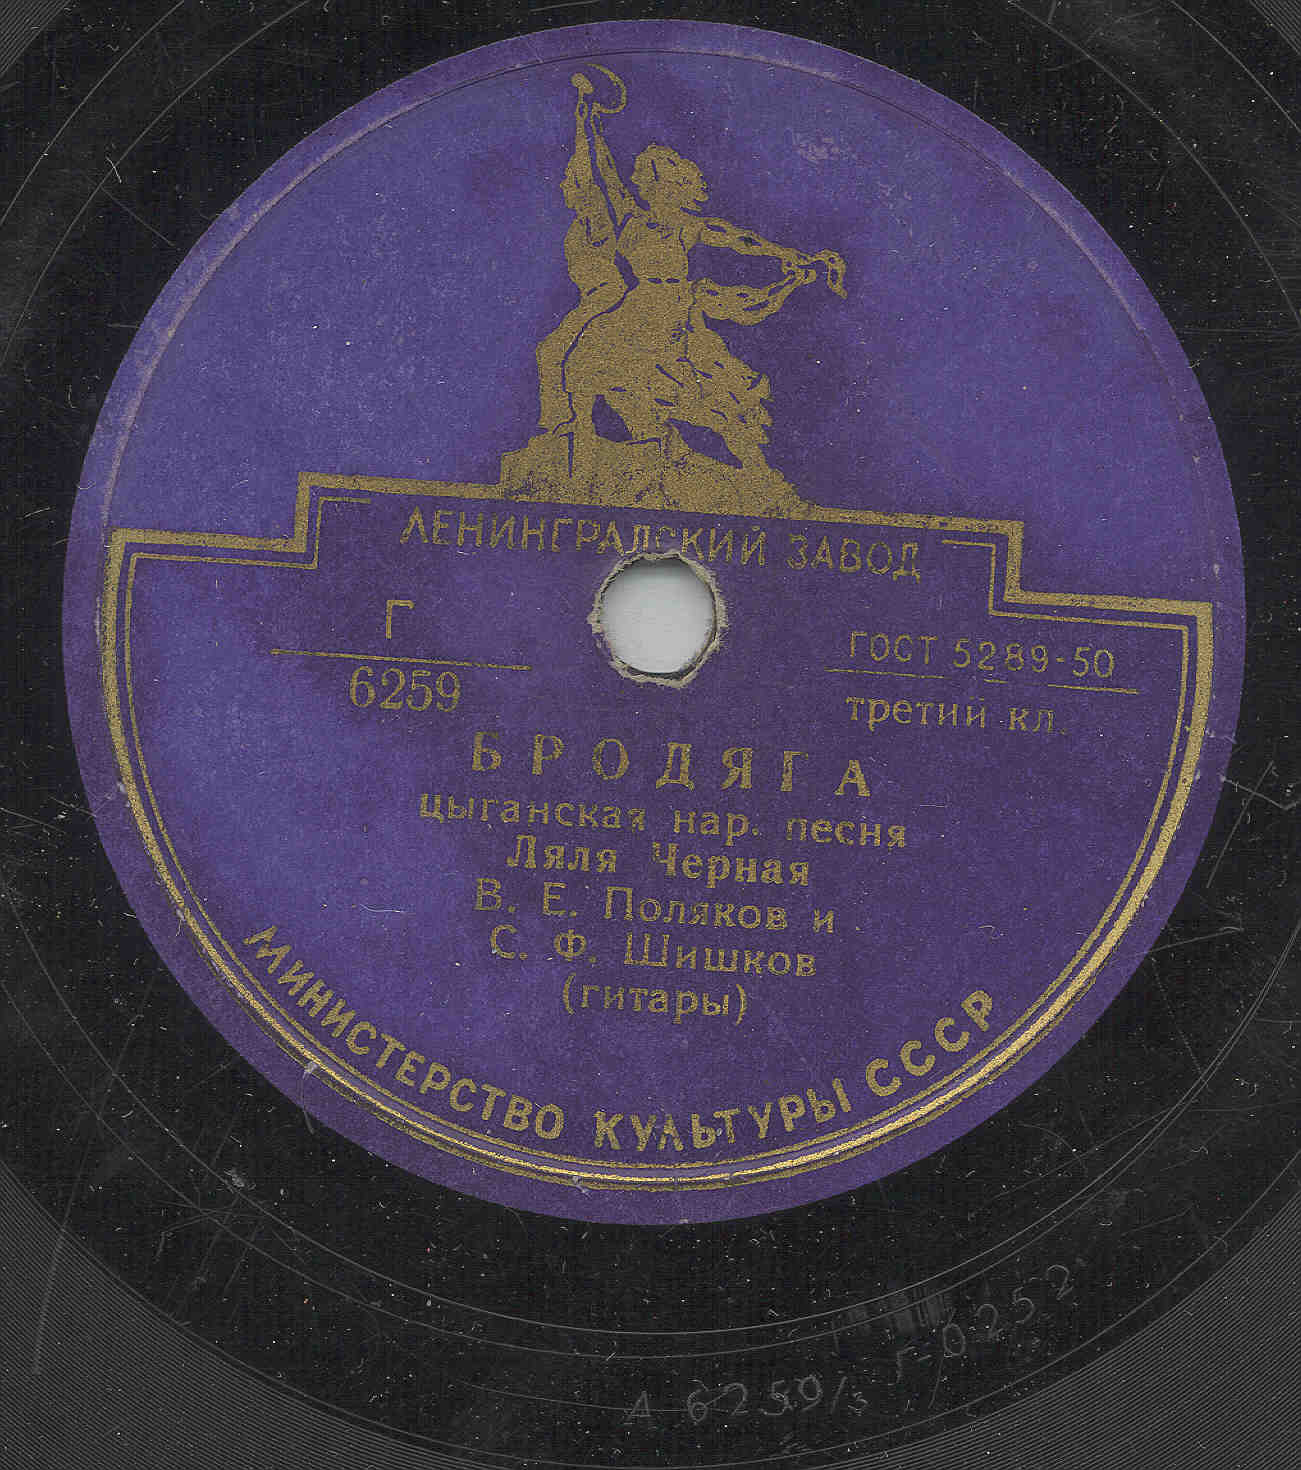 ЛЕНИНГРАДСКИЙ ЗАВОД
Г
6259
ГОСТ 5289-50
третий кл.
БРОДЯГА
цыганская нар. песня
Ляля Черная
В. Е. Поляков и
С. Ф. Шишков
(гитары)
МИНИСТЕРСТВО КУЛЬТУРЫ СССР
6259/3